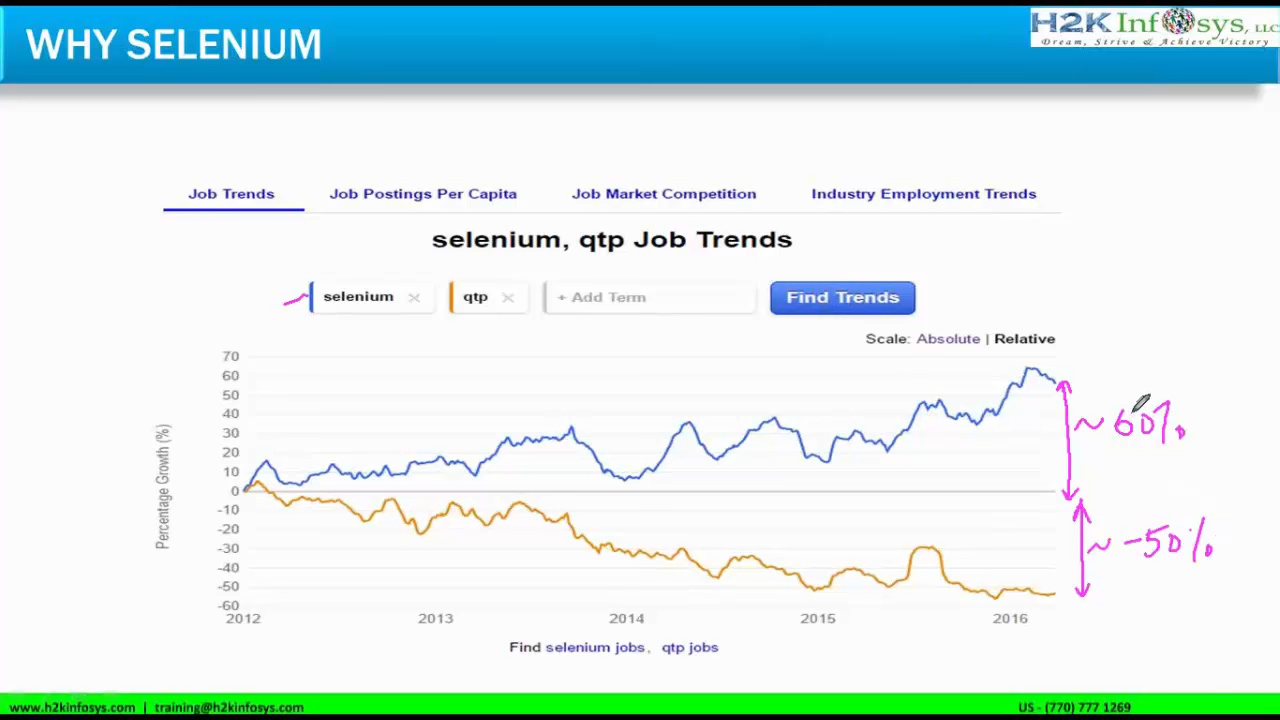 WHY SELENIUM
H2K Infosys, LLC
Dream, Strive & Achieve Victory
Job Trends Job Postings Per Capita Job Market Competition Industry Employment Trends
selenium, qtp Job Trends
selenium × qtp × + Add Term Find Trends
Scale: Absolute | Relative
Percentage Growth (%)
70
60
50
40
30
20
10
0
-10
-20
-30
-40
-50
-60
~ 60%
~ -50%
2012 2013 2014 2015 2016
Find selenium jobs, qtp jobs
www.h2kinfosys.com | training@h2kinfosys.com US - (770) 777 1269